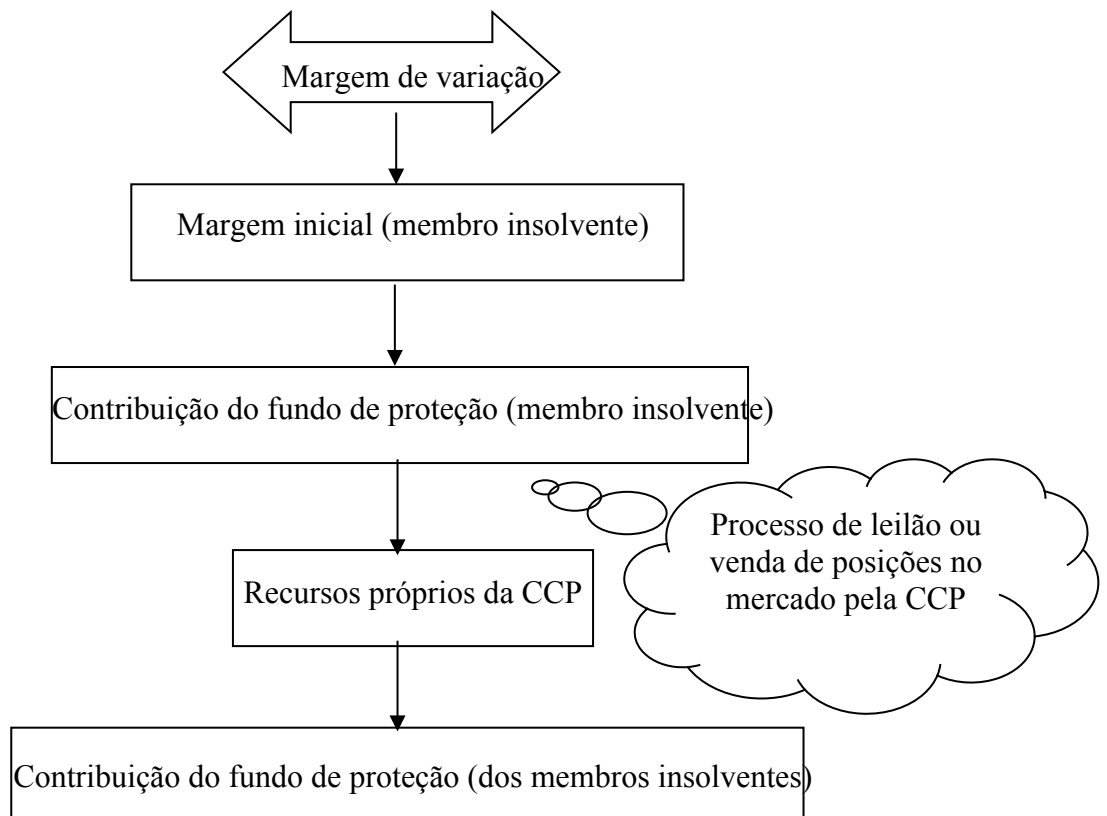 Margem de variação
Margem inicial (membro insolvente)
Contribuição do fundo de proteção (membro insolvente)
Processo de leilão ou
venda de posições no
mercado pela CCP
Recursos próprios da CCP
Contribuição do fundo de proteção (dos membros insolventes)